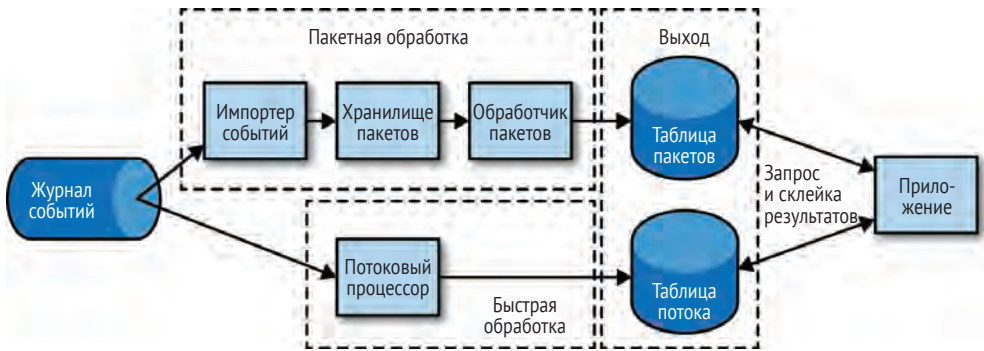 Пакетная обработка
Выход
Импортер
событий
Хранилище
пакетов
Обработчик
пакетов
Таблица
пакетов
Журнал
событий
Запрос
и склейка
результатов
Прило-
жение
Потоковый
процессор
Быстрая
обработка
Таблица
потока